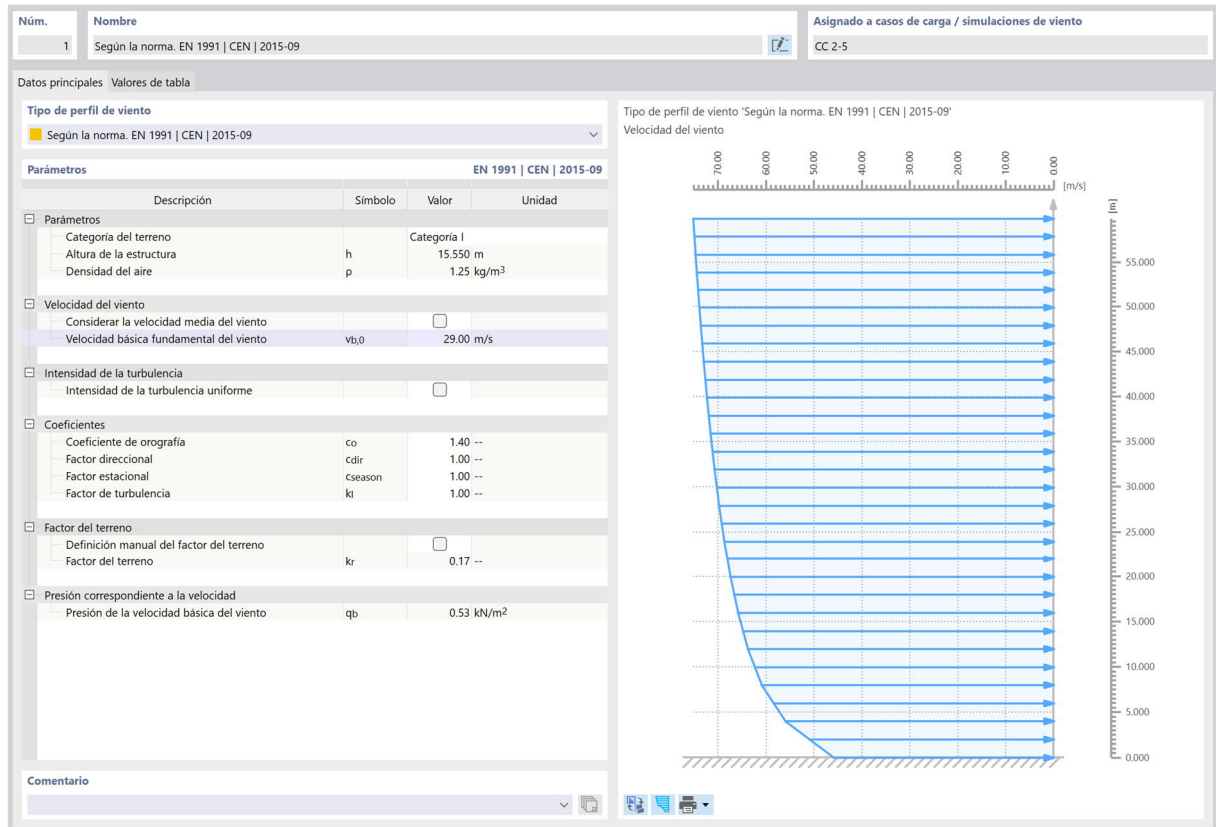 Núm.
Nombre
Asignado a casos de carga / simulaciones de viento
1
Según la norma. EN 1991 | CEN | 2015-09
CC 2-5
Datos principales Valores de tabla
Tipo de perfil de viento
Según la norma. EN 1991 | CEN | 2015-09
Parámetros EN 1991 | CEN | 2015-09
Descripción Símbolo Valor Unidad
Parámetros
Categoría del terreno Categoría I
Altura de la estructura h 15.550 m
Densidad del aire ρ 1.25 kg/m3
Velocidad del viento
Considerar la velocidad media del viento
Velocidad básica fundamental del viento vb,0 29.00 m/s
Intensidad de la turbulencia
Intensidad de la turbulencia uniforme
Coeficientes
Coeficiente de orografía co 1.40 --
Factor direccional cdir 1.00 --
Factor estacional cseason 1.00 --
Factor de turbulencia kI 1.00 --
Factor del terreno
Definición manual del factor del terreno
Factor del terreno kr 0.17 --
Presión correspondiente a la velocidad
Presión de la velocidad básica del viento qb 0.53 kN/m2
Comentario
Tipo de perfil de viento 'Según la norma. EN 1991 | CEN | 2015-09'
Velocidad del viento
70.00 60.00 50.00 40.00 30.00 20.00 10.00 0.00
[m/s]
[m]
55.000
50.000
45.000
40.000
35.000
30.000
25.000
20.000
15.000
10.000
5.000
0.000